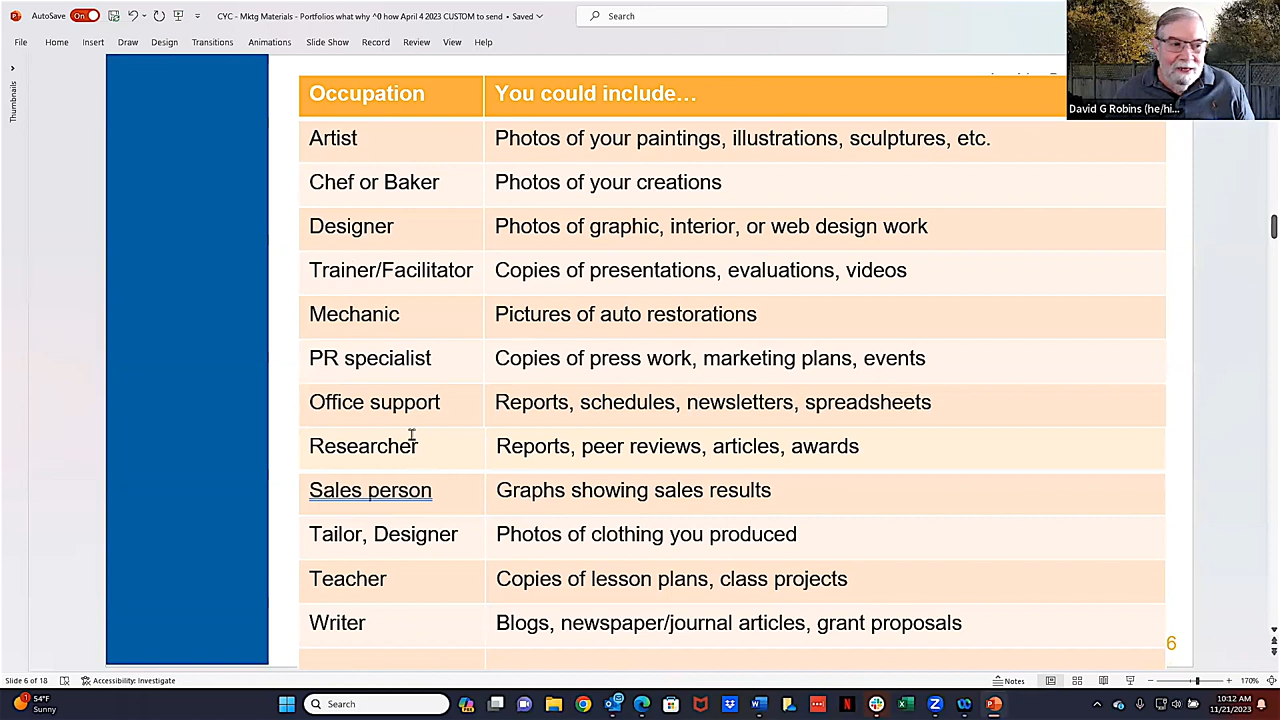 AutoSave On CYC - Mktg Materials - Portfolios what why ^0 how April 4 2023 CUSTOM to send • Saved Search
File Home Insert Draw Design Transitions Animations Slide Show Record Review View Help
Thumbnails
David G Robins (he/hi...
Occupation You could include…
Artist Photos of your paintings, illustrations, sculptures, etc.
Chef or Baker Photos of your creations
Designer Photos of graphic, interior, or web design work
Trainer/Facilitator Copies of presentations, evaluations, videos
Mechanic Pictures of auto restorations
PR specialist Copies of press work, marketing plans, events
Office support Reports, schedules, newsletters, spreadsheets
Researcher Reports, peer reviews, articles, awards
Sales person Graphs showing sales results
Tailor, Designer Photos of clothing you produced
Teacher Copies of lesson plans, class projects
Writer Blogs, newspaper/journal articles, grant proposals
6
Slide 6 of 18 Accessibility: Investigate Notes 170%
54°F
Sunny
Search
10:12 AM
11/21/2023